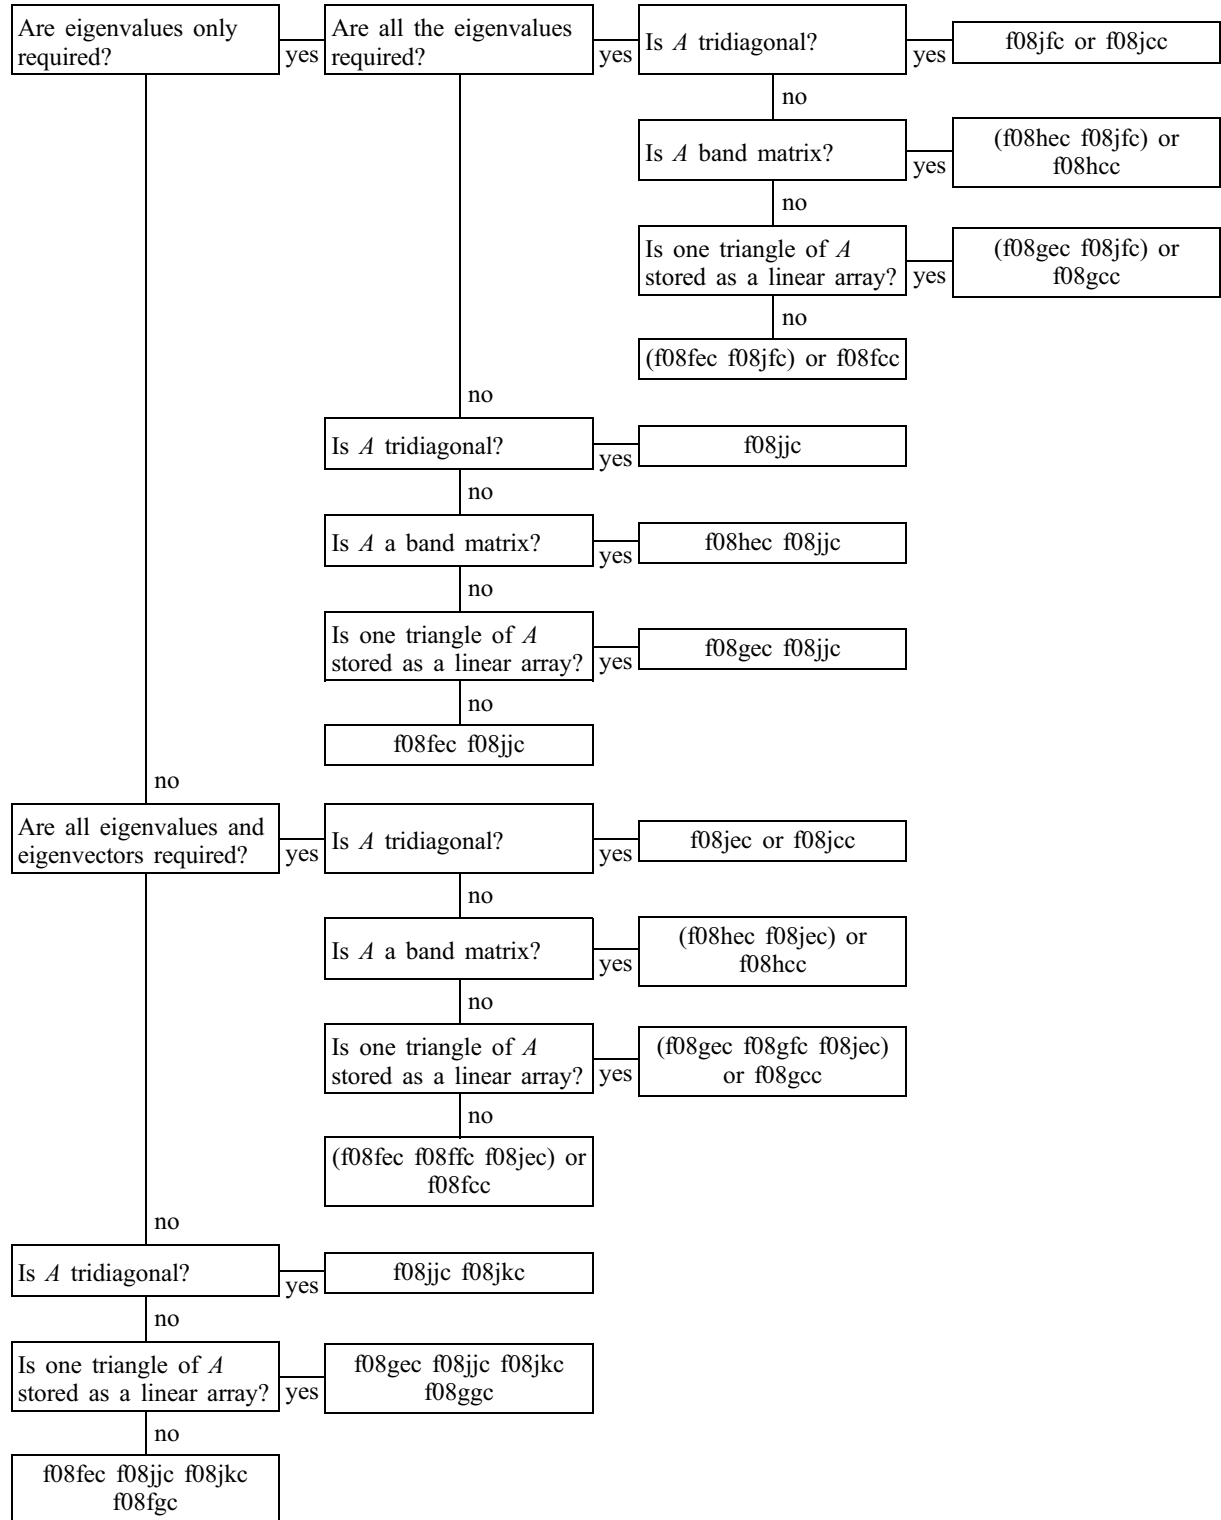 Are eigenvalues only
required?
yes
Are all the eigenvalues
required?
yes
Is A tridiagonal?
yes
f08jfc or f08jcc
no
Is A band matrix?
yes
(f08hec f08jfc) or
f08hcc
no
Is one triangle of A
stored as a linear array?
yes
(f08gec f08jfc) or
f08gcc
no
(f08fec f08jfc) or f08fcc
no
Is A tridiagonal?
yes
f08jjc
no
Is A a band matrix?
yes
f08hec f08jjc
no
Is one triangle of A
stored as a linear array?
yes
f08gec f08jjc
no
f08fec f08jjc
no
Are all eigenvalues and
eigenvectors required?
yes
Is A tridiagonal?
yes
f08jec or f08jcc
no
Is A a band matrix?
yes
(f08hec f08jec) or
f08hcc
no
Is one triangle of A
stored as a linear array?
yes
(f08gec f08gfc f08jec)
or f08gcc
no
(f08fec f08ffc f08jec) or
f08fcc
no
Is A tridiagonal?
yes
f08jjc f08jkc
no
Is one triangle of A
stored as a linear array?
yes
f08gec f08jjc f08jkc
f08ggc
no
f08fec f08jjc f08jkc
f08fgc